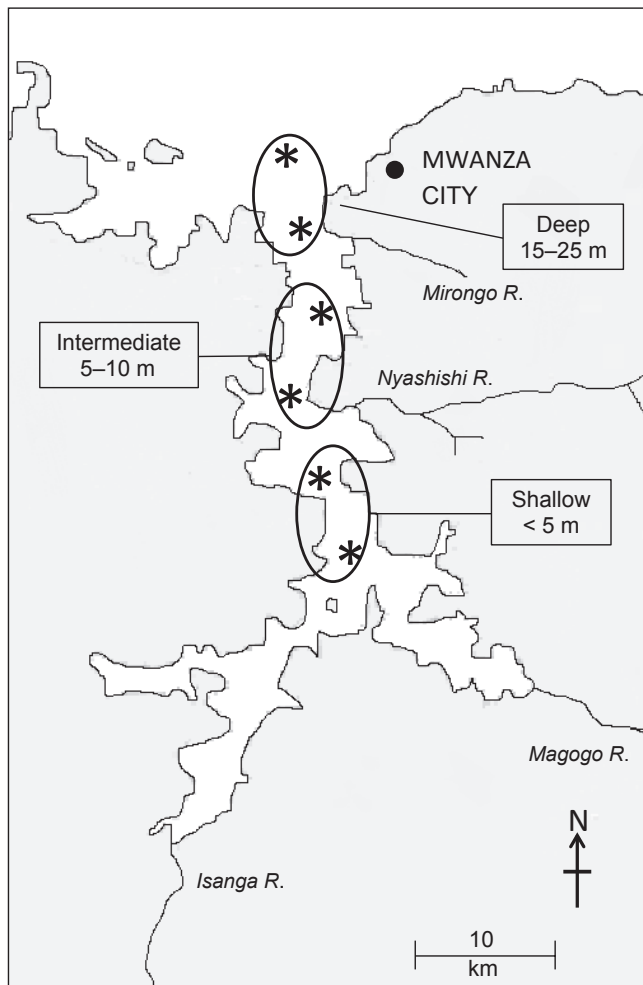 MWANZA
CITY
Deep
15–25 m
Mirongo R.
Intermediate
5–10 m
Nyashishi R.
Shallow
< 5 m
Magogo R.
N
Isanga R.
10
km